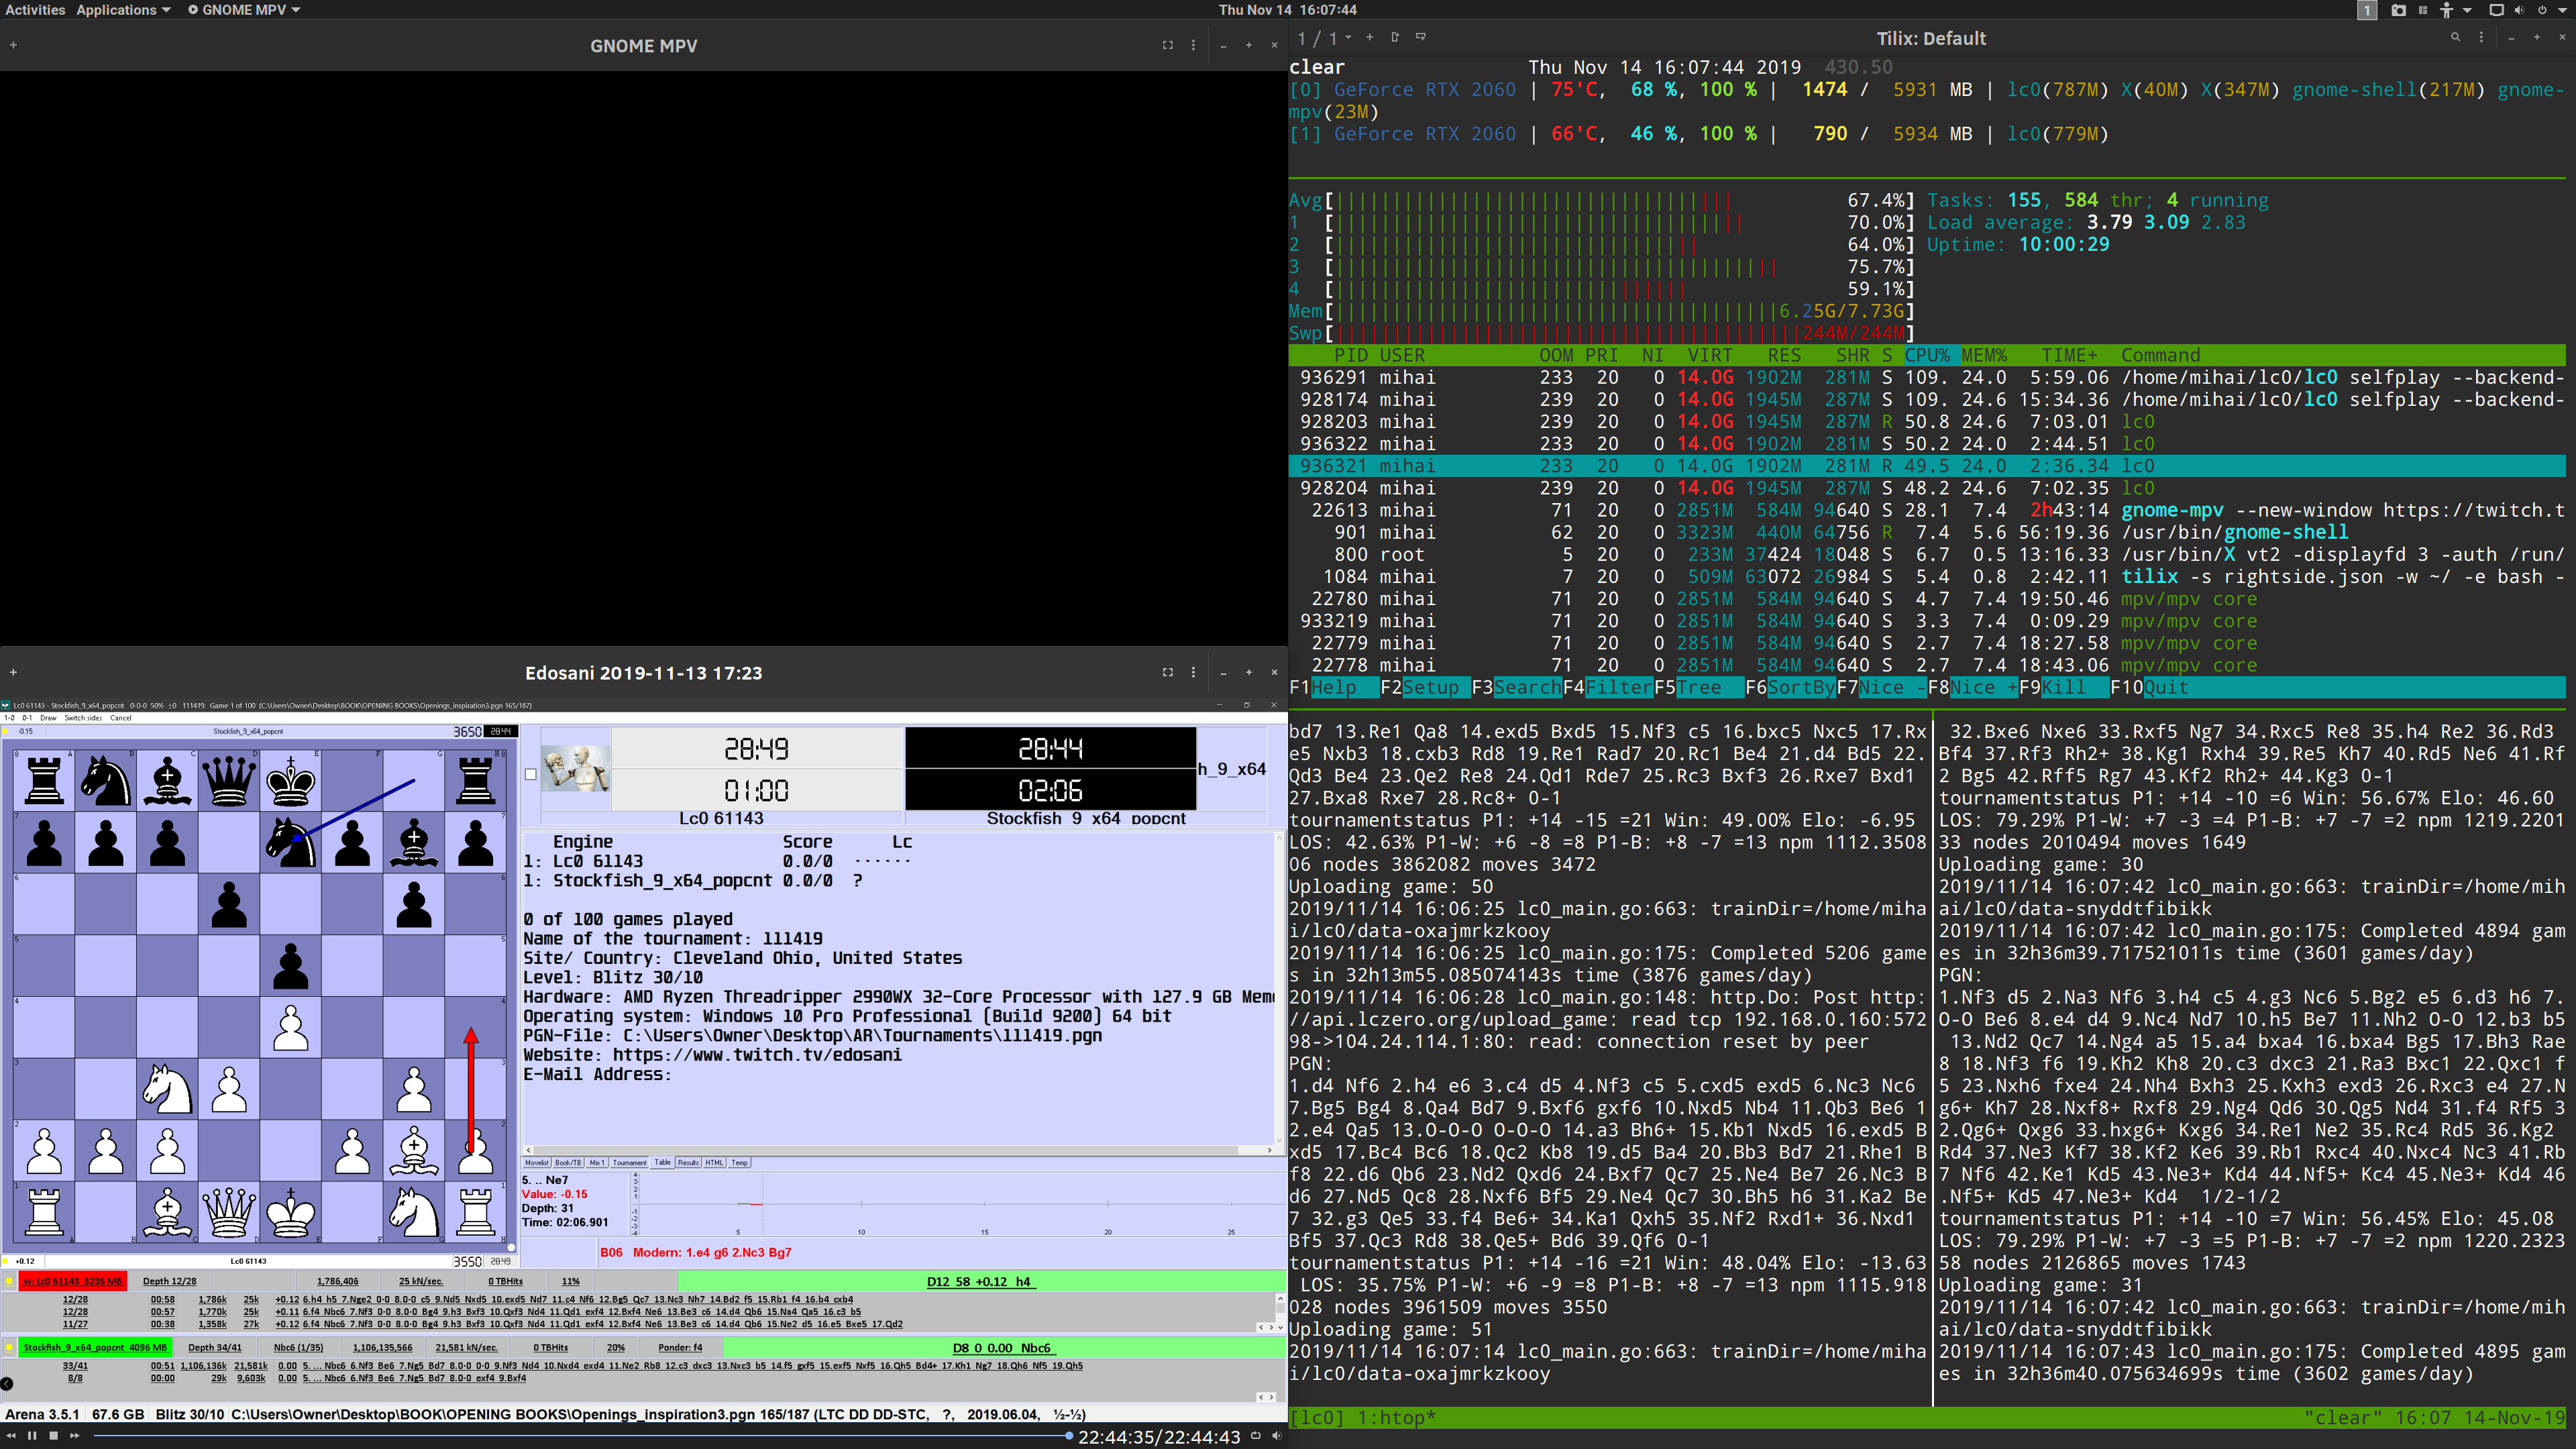 Activities Applications GNOME MPV Thu Nov 14 16:07:44 1
GNOME MPV
1 / 1 Tilix: Default
clear Thu Nov 14 16:07:44 2019 430.50
[0] GeForce RTX 2060 | 75'C, 68 %, 100 % | 1474 / 5931 MB | lc0(787M) X(40M) X(347M) gnome-shell(217M) gnome-
mpv(23M)
[1] GeForce RTX 2060 | 66'C, 46 %, 100 % | 790 / 5934 MB | lc0(779M)
Avg[ 67.4%] Tasks: 155, 584 thr; 4 running
1 [ 70.0%] Load average: 3.79 3.09 2.83
2 [ 64.0%] Uptime: 10:00:29
3 [ 75.7%]
4 [ 59.1%]
Mem[ 6.25G/7.73G]
Swp[ 244M/244M]
PID USER OOM PRI NI VIRT RES SHR S CPU% MEM% TIME+ Command
936291 mihai 233 20 0 14.0G 1902M 281M S 109. 24.0 5:59.06 /home/mihai/lc0/lc0 selfplay --backend-
928174 mihai 239 20 0 14.0G 1945M 287M S 109. 24.6 15:34.36 /home/mihai/lc0/lc0 selfplay --backend-
928203 mihai 239 20 0 14.0G 1945M 287M R 50.8 24.6 7:03.01 lc0
936322 mihai 233 20 0 14.0G 1902M 281M S 50.2 24.0 2:44.51 lc0
936321 mihai 233 20 0 14.0G 1902M 281M R 49.5 24.0 2:36.34 lc0
928204 mihai 239 20 0 14.0G 1945M 287M S 48.2 24.6 7:02.35 lc0
22613 mihai 71 20 0 2851M 584M 94640 S 28.1 7.4 2h43:14 gnome-mpv --new-window https://twitch.t
901 mihai 62 20 0 3323M 440M 64756 R 7.4 5.6 56:19.36 /usr/bin/gnome-shell
800 root 5 20 0 233M 37424 18048 S 6.7 0.5 13:16.33 /usr/bin/X vt2 -displayfd 3 -auth /run/
1084 mihai 7 20 0 509M 63072 26984 S 5.4 0.8 2:42.11 tilix -s rightside.json -w ~/ -e bash -
22780 mihai 71 20 0 2851M 584M 94640 S 4.7 7.4 19:50.46 mpv/mpv core
933219 mihai 71 20 0 2851M 584M 94640 S 3.3 7.4 0:09.29 mpv/mpv core
22779 mihai 71 20 0 2851M 584M 94640 S 2.7 7.4 18:27.58 mpv/mpv core
22778 mihai 71 20 0 2851M 584M 94640 S 2.7 7.4 18:43.06 mpv/mpv core
F1Help F2Setup F3SearchF4FilterF5Tree F6SortByF7Nice -F8Nice +F9Kill F10Quit
bd7 13.Re1 Qa8 14.exd5 Bxd5 15.Nf3 c5 16.bxc5 Nxc5 17.Rx
e5 Nxb3 18.cxb3 Rd8 19.Re1 Rad7 20.Rc1 Be4 21.d4 Bd5 22.
Qd3 Be4 23.Qe2 Re8 24.Qd1 Rde7 25.Rc3 Bxf3 26.Rxe7 Bxd1
27.Bxa8 Rxe7 28.Rc8+ 0-1
tournamentstatus P1: +14 -15 =21 Win: 49.00% Elo: -6.95
LOS: 42.63% P1-W: +6 -8 =8 P1-B: +8 -7 =13 npm 1112.3508
06 nodes 3862082 moves 3472
Uploading game: 50
2019/11/14 16:06:25 lc0_main.go:663: trainDir=/home/miha
i/lc0/data-oxajmrkzkooy
2019/11/14 16:06:25 lc0_main.go:175: Completed 5206 game
s in 32h13m55.085074143s time (3876 games/day)
2019/11/14 16:06:28 lc0_main.go:148: http.Do: Post http:
//api.lczero.org/upload_game: read tcp 192.168.0.160:572
98->104.24.114.1:80: read: connection reset by peer
PGN:
1.d4 Nf6 2.h4 e6 3.c4 d5 4.Nf3 c5 5.cxd5 exd5 6.Nc3 Nc6
7.Bg5 Bg4 8.Qa4 Bd7 9.Bxf6 gxf6 10.Nxd5 Nb4 11.Qb3 Be6 1
2.e4 Qa5 13.O-O-O O-O-O 14.a3 Bh6+ 15.Kb1 Nxd5 16.exd5 B
xd5 17.Bc4 Bc6 18.Qc2 Kb8 19.d5 Ba4 20.Bb3 Bd7 21.Rhe1 B
f8 22.d6 Qb6 23.Nd2 Qxd6 24.Bxf7 Qc7 25.Ne4 Be7 26.Nc3 B
d6 27.Nd5 Qc8 28.Nxf6 Bf5 29.Ne4 Qc7 30.Bh5 h6 31.Ka2 Be
7 32.g3 Qe5 33.f4 Be6+ 34.Ka1 Qxh5 35.Nf2 Rxd1+ 36.Nxd1
Bf5 37.Qc3 Rd8 38.Qe5+ Bd6 39.Qf6 0-1
tournamentstatus P1: +14 -16 =21 Win: 48.04% Elo: -13.63
LOS: 35.75% P1-W: +6 -9 =8 P1-B: +8 -7 =13 npm 1115.918
028 nodes 3961509 moves 3550
Uploading game: 51
2019/11/14 16:07:14 lc0_main.go:663: trainDir=/home/miha
i/lc0/data-oxajmrkzkooy
32.Bxe6 Nxe6 33.Rxf5 Ng7 34.Rxc5 Re8 35.h4 Re2 36.Rd3
Bf4 37.Rf3 Rh2+ 38.Kg1 Rxh4 39.Re5 Kh7 40.Rd5 Ne6 41.Rf
2 Bg5 42.Rff5 Rg7 43.Kf2 Rh2+ 44.Kg3 0-1
tournamentstatus P1: +14 -10 =6 Win: 56.67% Elo: 46.60
LOS: 79.29% P1-W: +7 -3 =4 P1-B: +7 -7 =2 npm 1219.2201
33 nodes 2010494 moves 1649
Uploading game: 30
2019/11/14 16:07:42 lc0_main.go:663: trainDir=/home/mih
ai/lc0/data-snyddtfibikk
2019/11/14 16:07:42 lc0_main.go:175: Completed 4894 gam
es in 32h36m39.717521011s time (3601 games/day)
PGN:
1.Nf3 d5 2.Na3 Nf6 3.h4 c5 4.g3 Nc6 5.Bg2 e5 6.d3 h6 7.
O-O Be6 8.e4 d4 9.Nc4 Nd7 10.h5 Be7 11.Nh2 O-O 12.b3 b5
13.Nd2 Qc7 14.Ng4 a5 15.a4 bxa4 16.bxa4 Bg5 17.Bh3 Rae
8 18.Nf3 f6 19.Kh2 Kh8 20.c3 dxc3 21.Ra3 Bxc1 22.Qxc1 f
5 23.Nxh6 fxe4 24.Nh4 Bxh3 25.Kxh3 exd3 26.Rxc3 e4 27.N
g6+ Kh7 28.Nxf8+ Rxf8 29.Ng4 Qd6 30.Qg5 Nd4 31.f4 Rf5 3
2.Qg6+ Qxg6 33.hxg6+ Kxg6 34.Re1 Ne2 35.Rc4 Rd5 36.Kg2
Rd4 37.Ne3 Kf7 38.Kf2 Ke6 39.Rb1 Rxc4 40.Nxc4 Nc3 41.Rb
7 Nf6 42.Ke1 Kd5 43.Ne3+ Kd4 44.Nf5+ Kc4 45.Ne3+ Kd4 46
.Nf5+ Kd5 47.Ne3+ Kd4 1/2-1/2
tournamentstatus P1: +14 -10 =7 Win: 56.45% Elo: 45.08
LOS: 79.29% P1-W: +7 -3 =5 P1-B: +7 -7 =2 npm 1220.2323
58 nodes 2126865 moves 1743
Uploading game: 31
2019/11/14 16:07:42 lc0_main.go:663: trainDir=/home/mih
ai/lc0/data-snyddtfibikk
2019/11/14 16:07:43 lc0_main.go:175: Completed 4895 gam
es in 32h36m40.075634699s time (3602 games/day)
[lc0] 1:htop* "clear" 16:07 14-Nov-19
Edosani 2019-11-13 17:23
Lc0 61143 - Stockfish_9_x64_popcnt 0-0-0 50% ±0 111419: Game 1 of 100 (C:\Users\Owner\Desktop\BOOK\OPENING BOOKS\Openings_inspiration3.pgn 165/187)
1-0 0-1 Draw Switch sides Cancel
-0.15 Stockfish_9_x64_popcnt 3650 28:44
28:49 28:44 h_9_x64
01:00 02:06
Lc0 61143 Stockfish 9 x64 popcnt
Engine Score Lc
1: Lc0 61143 0.0/0 ······
1: Stockfish_9_x64_popcnt 0.0/0 ?
0 of 100 games played
Name of the tournament: 111419
Site/ Country: Cleveland Ohio, United States
Level: Blitz 30/10
Hardware: AMD Ryzen Threadripper 2990WX 32-Core Processor with 127.9 GB Mem
Operating system: Windows 10 Pro Professional (Build 9200) 64 bit
PGN-File: C:\Users\Owner\Desktop\AR\Tournaments\111419.pgn
Website: https://www.twitch.tv/edosani
E-Mail Address:
Movelist Book/TB Mix 1 Tournament Table Results HTML Temp
5. .. Ne7
Value: -0.15
Depth: 31
Time: 02:06.901
5 10 15 20 25
B06 Modern: 1.e4 g6 2.Nc3 Bg7
+0.12 Lc0 61143 3550 28:49
w: Lc0 61143 3236 MB Depth 12/28 1,786,406 25 kN/sec. 0 TBHits 11% D12 58 +0.12 h4
12/28 00:58 1,786k 25k +0.12 6.h4 h5 7.Nge2 0-0 8.0-0 c5 9.Nd5 Nxd5 10.exd5 Nd7 11.c4 Nf6 12.Bg5 Qc7 13.Nc3 Nh7 14.Bd2 f5 15.Rb1 f4 16.b4 cxb4
12/28 00:57 1,770k 25k +0.11 6.f4 Nbc6 7.Nf3 0-0 8.0-0 Bg4 9.h3 Bxf3 10.Qxf3 Nd4 11.Qd1 exf4 12.Bxf4 Ne6 13.Be3 c6 14.d4 Qb6 15.Na4 Qa5 16.c3 b5
11/27 00:38 1,358k 27k +0.12 6.f4 Nbc6 7.Nf3 0-0 8.0-0 Bg4 9.h3 Bxf3 10.Qxf3 Nd4 11.Qd1 exf4 12.Bxf4 Ne6 13.Be3 c6 14.d4 Qb6 15.Ne2 d5 16.e5 Bxe5 17.Qd2
Stockfish_9_x64_popcnt 4096 MB Depth 34/41 Nbc6 (1/35) 1,106,135,566 21,581 kN/sec. 0 TBHits 20% Ponder: f4 D8 0 0.00 Nbc6
33/41 00:51 1,106,136k 21,581k 0.00 5. ... Nbc6 6.Nf3 Be6 7.Ng5 Bd7 8.0-0 0-0 9.Nf3 Nd4 10.Nxd4 exd4 11.Ne2 Rb8 12.c3 dxc3 13.Nxc3 b5 14.f5 gxf5 15.exf5 Nxf5 16.Qh5 Bd4+ 17.Kh1 Ng7 18.Qh6 Nf5 19.Qh5
8/8 00:00 29k 9,603k 0.00 5. ... Nbc6 6.Nf3 Be6 7.Ng5 Bd7 8.0-0 exf4 9.Bxf4
Arena 3.5.1 67.6 GB Blitz 30/10 C:\Users\Owner\Desktop\BOOK\OPENING BOOKS\Openings_inspiration3.pgn 165/187 (LTC DD DD-STC, ?, 2019.06.04, ½-½)
22:44:35/22:44:43